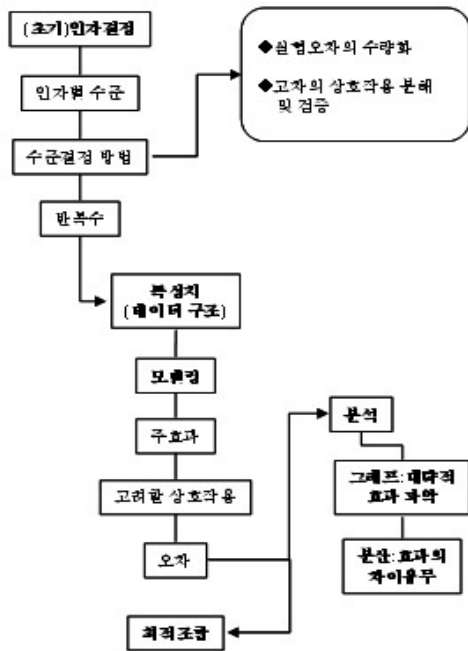 (초기)인자결정
◆실험오차의 수량화
인자별 수준
◆고차의 상호작용 분해
및 검증
수준결정 방법
반복수
특성치
(데이터 구조)
모델링
분석
주효과
그래프:대략적
효과 파악
고려할 상호작용
오차
분산:효과의
차이유무
최적조합